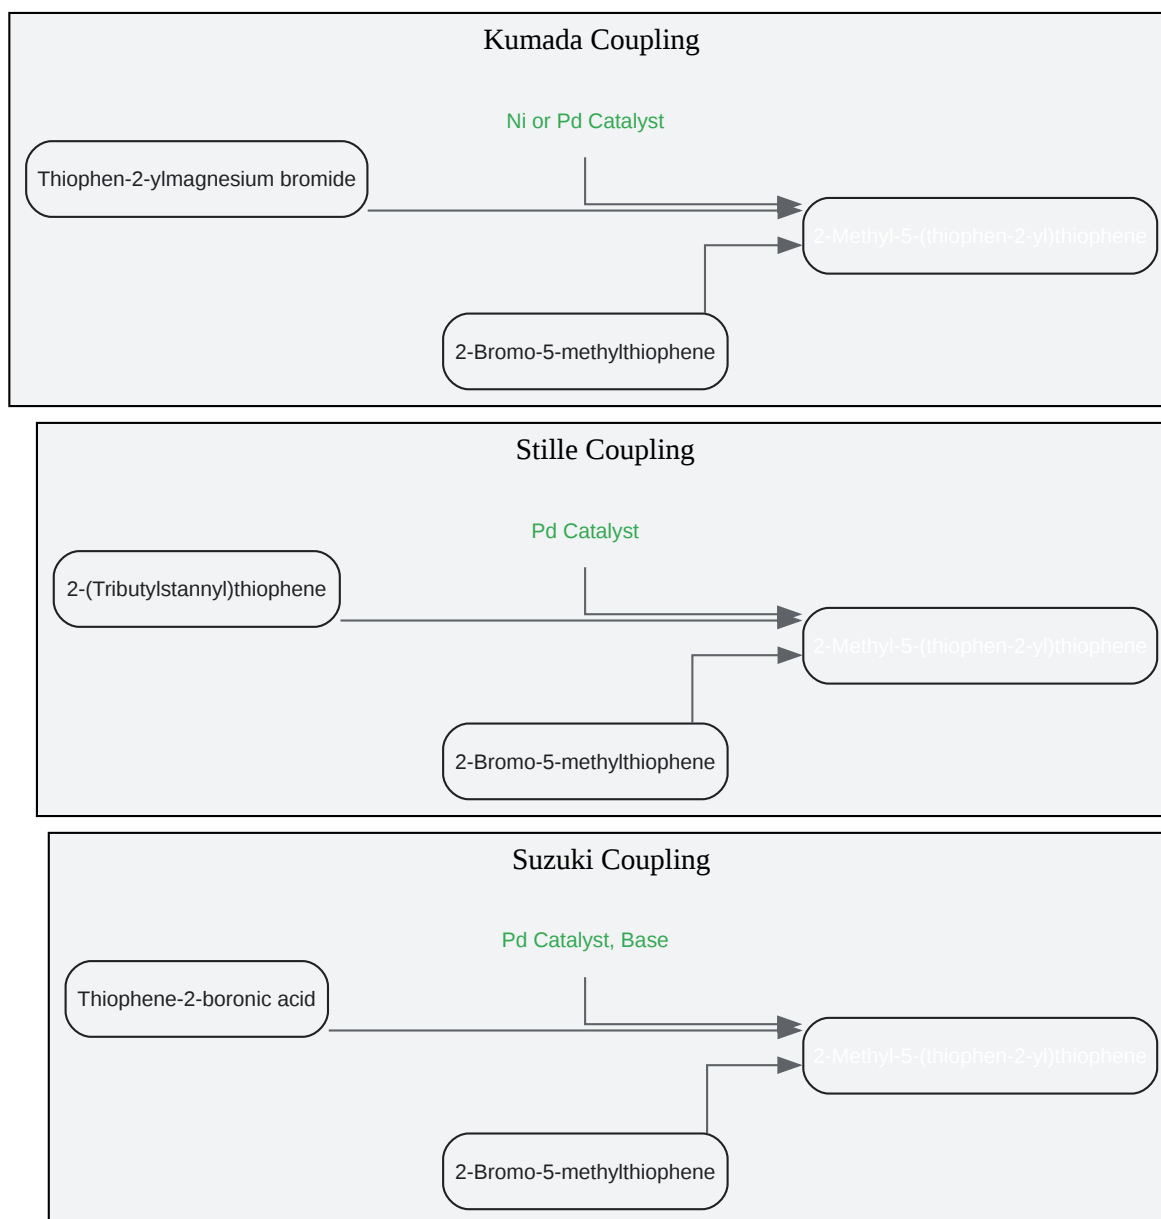 Kumada Coupling
Ni or Pd Catalyst
Thiophen-2-ylmagnesium bromide
2-Methyl-5-(thiophen-2-yl)thiophene
2-Bromo-5-methylthiophene
Stille Coupling
Pd Catalyst
2-(Tributylstannyl)thiophene
2-Methyl-5-(thiophen-2-yl)thiophene
2-Bromo-5-methylthiophene
Suzuki Coupling
Pd Catalyst, Base
Thiophene-2-boronic acid
2-Methyl-5-(thiophen-2-yl)thiophene
2-Bromo-5-methylthiophene